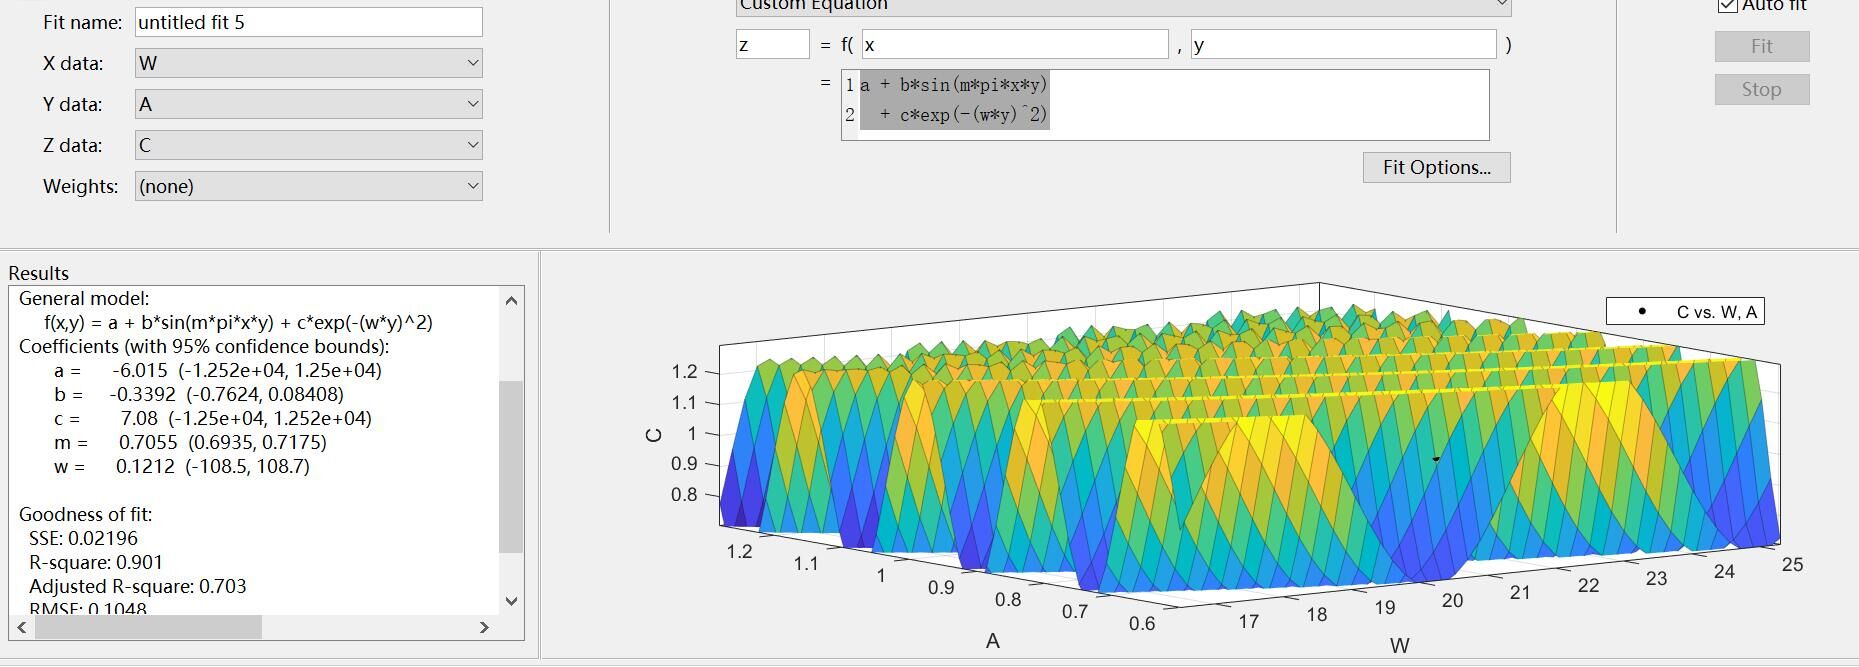 Custom Equation
Auto fit
Fit name: untitled fit 5
X data: W
Y data: A
Z data: C
Weights: (none)
z = f( x , y )
= 1 a + b*sin(m*pi*x*y)
2 + c*exp(-(w*y)^2)
Fit
Stop
Fit Options...
Results
General model:
f(x,y) = a + b*sin(m*pi*x*y) + c*exp(-(w*y)^2)
Coefficients (with 95% confidence bounds):
a = -6.015 (-1.252e+04, 1.25e+04)
b = -0.3392 (-0.7624, 0.08408)
c = 7.08 (-1.25e+04, 1.252e+04)
m = 0.7055 (0.6935, 0.7175)
w = 0.1212 (-108.5, 108.7)
Goodness of fit:
SSE: 0.02196
R-square: 0.901
Adjusted R-square: 0.703
RMSE: 0.1048
C vs. W, A
C
1.2
1.1
1
0.9
0.8
1.2
1.1
1
0.9
0.8
0.7
0.6
A
17
18
19
20
21
22
23
24
25
W